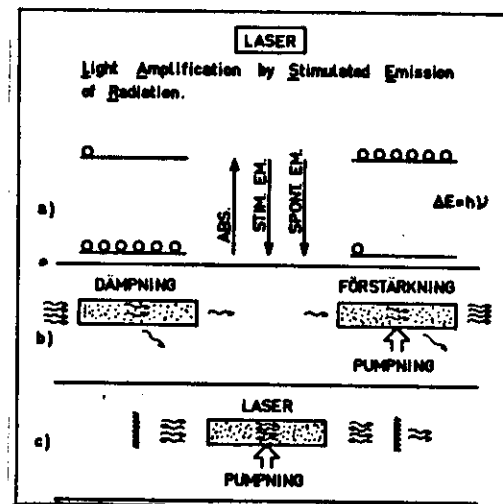 LASER
Light Amplification by Stimulated Emission
of Radiation.
a)
ABS.
STIM. EM.
SPONT. EM.
ΔE=hν
DÄMPNING
FÖRSTÄRKNING
b)
PUMPNING
LASER
c)
PUMPNING